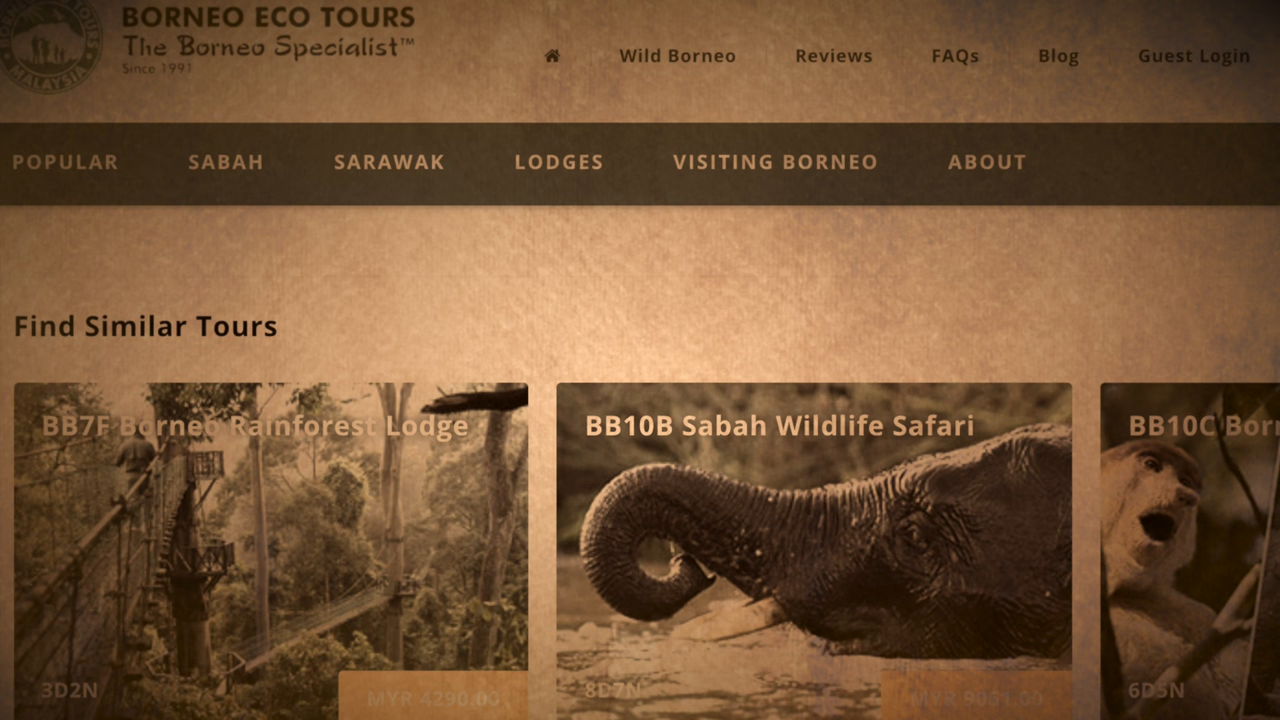 BORNEO ECO TOURS
The Borneo Specialist™
Since 1991
MALAYSIA
Wild Borneo
Reviews
FAQs
Blog
Guest Login
POPULAR
SABAH
SARAWAK
LODGES
VISITING BORNEO
ABOUT
Find Similar Tours
BB7F Borneo Rainforest Lodge
BB10B Sabah Wildlife Safari
BB10C
3D2N
MYR 4290.00
8D7N
MYR
6D5N